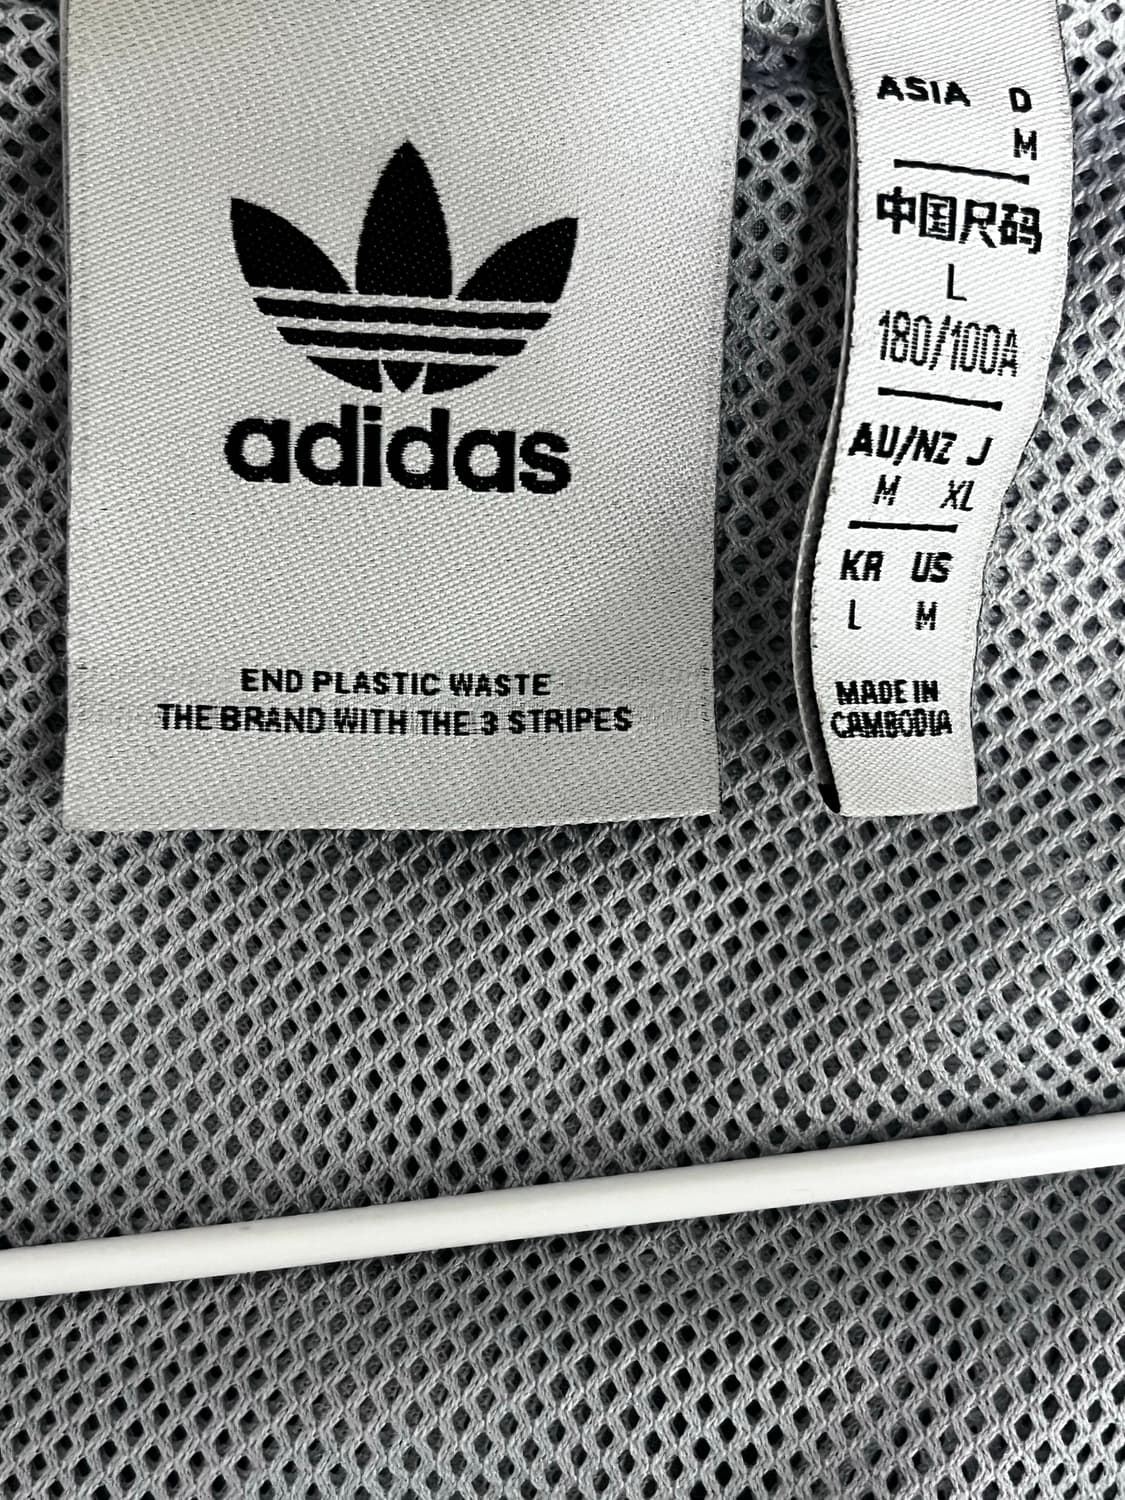 adidas
END PLASTIC WASTE
THE BRAND WITH THE 3 STRIPES
ASIA D
M
中国尺码
L
180/100A
AU/NZ J
M XL
KR US
L M
MADE IN
CAMBODIA